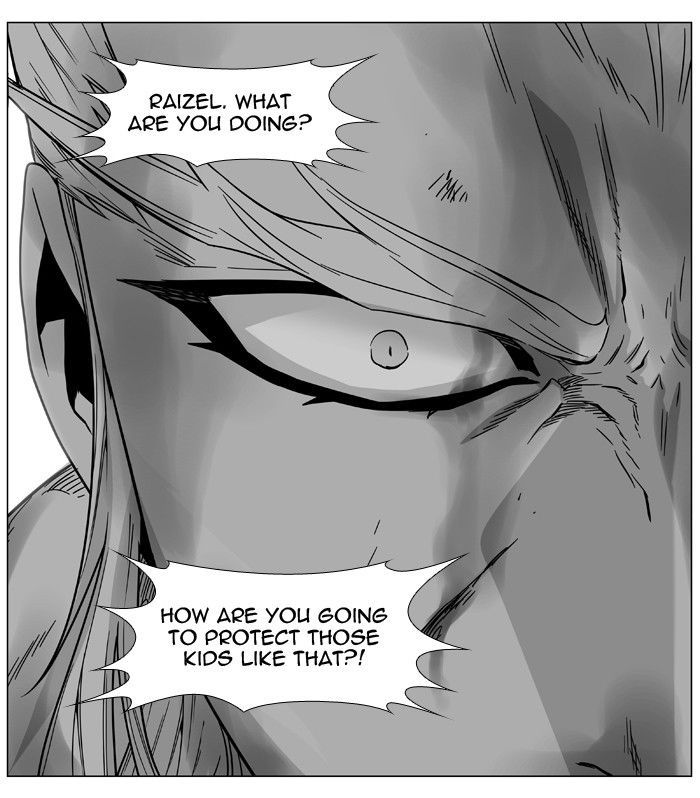 RAIZEL, WHAT
ARE YOU DOING?
HOW ARE YOU GOING
TO PROTECT THOSE
KIDS LIKE THAT?!